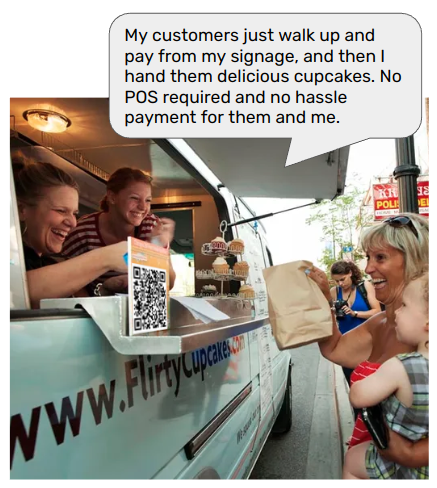 My customers just walk up and
pay from my signage, and then I
hand them delicious cupcakes. No
POS required and no hassle
payment for them and me.
POLIS
www.FlirtyCupcakes.com